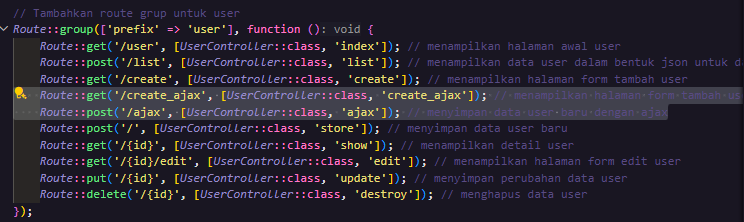 // Tambahkan route grup untuk user
Route::group(['prefix' => 'user'], function (): void {
Route::get('/user', [UserController::class, 'index']); // menampilkan halaman awal user
Route::post('/list', [UserController::class, 'list']); // menampilkan data user dalam bentuk json untuk da
Route::get('/create', [UserController::class, 'create']); // menampilkan halaman form tambah user
Route::get('/create_ajax', [UserController::class, 'create_ajax']); // menampilkan halaman form tambah us
Route::post('/ajax', [UserController::class, 'ajax']); // menyimpan data user baru dengan ajax
Route::post('/', [UserController::class, 'store']); // menyimpan data user baru
Route::get('/{id}', [UserController::class, 'show']); // menampilkan detail user
Route::get('/{id}/edit', [UserController::class, 'edit']); // menampilkan halaman form edit user
Route::put('/{id}', [UserController::class, 'update']); // menyimpan perubahan data user
Route::delete('/{id}', [UserController::class, 'destroy']); // menghapus data user
});